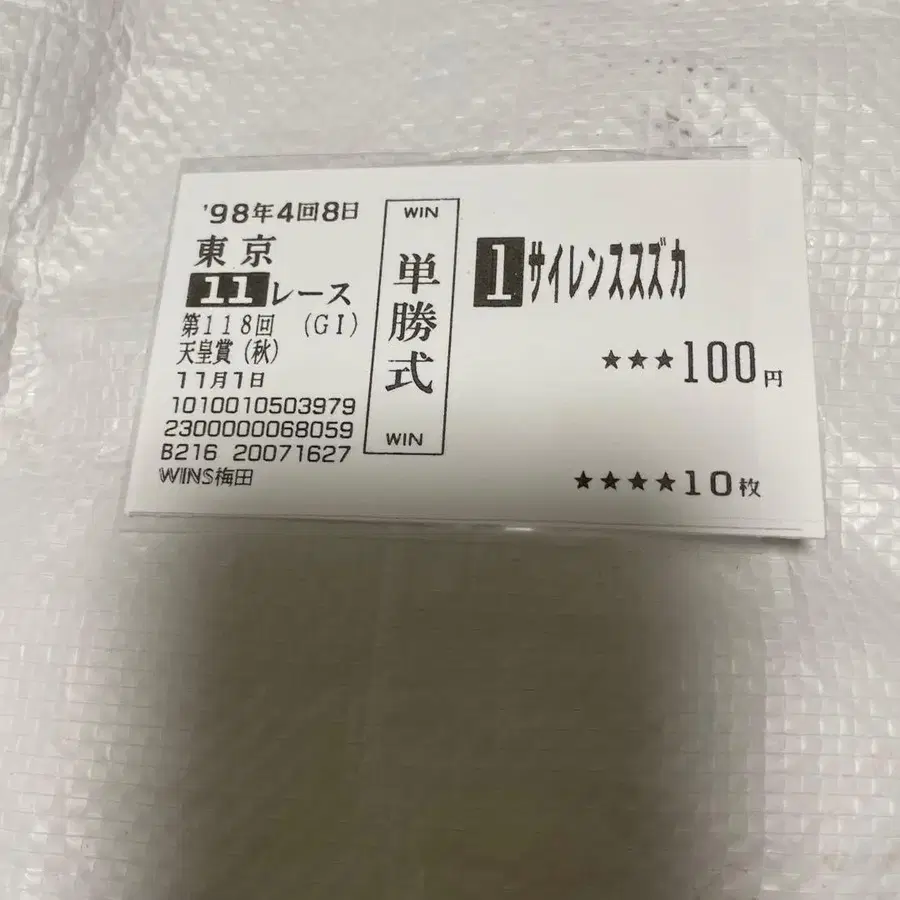 '98年4回8日
東京
11レース
第118回 (GI)
天皇賞(秋)
11月1日
1010010503979
2300000068059
B216 20071627
WINS梅田
WIN
単勝式
WIN
1サイレンススズカ
★★★100円
★★★★10枚